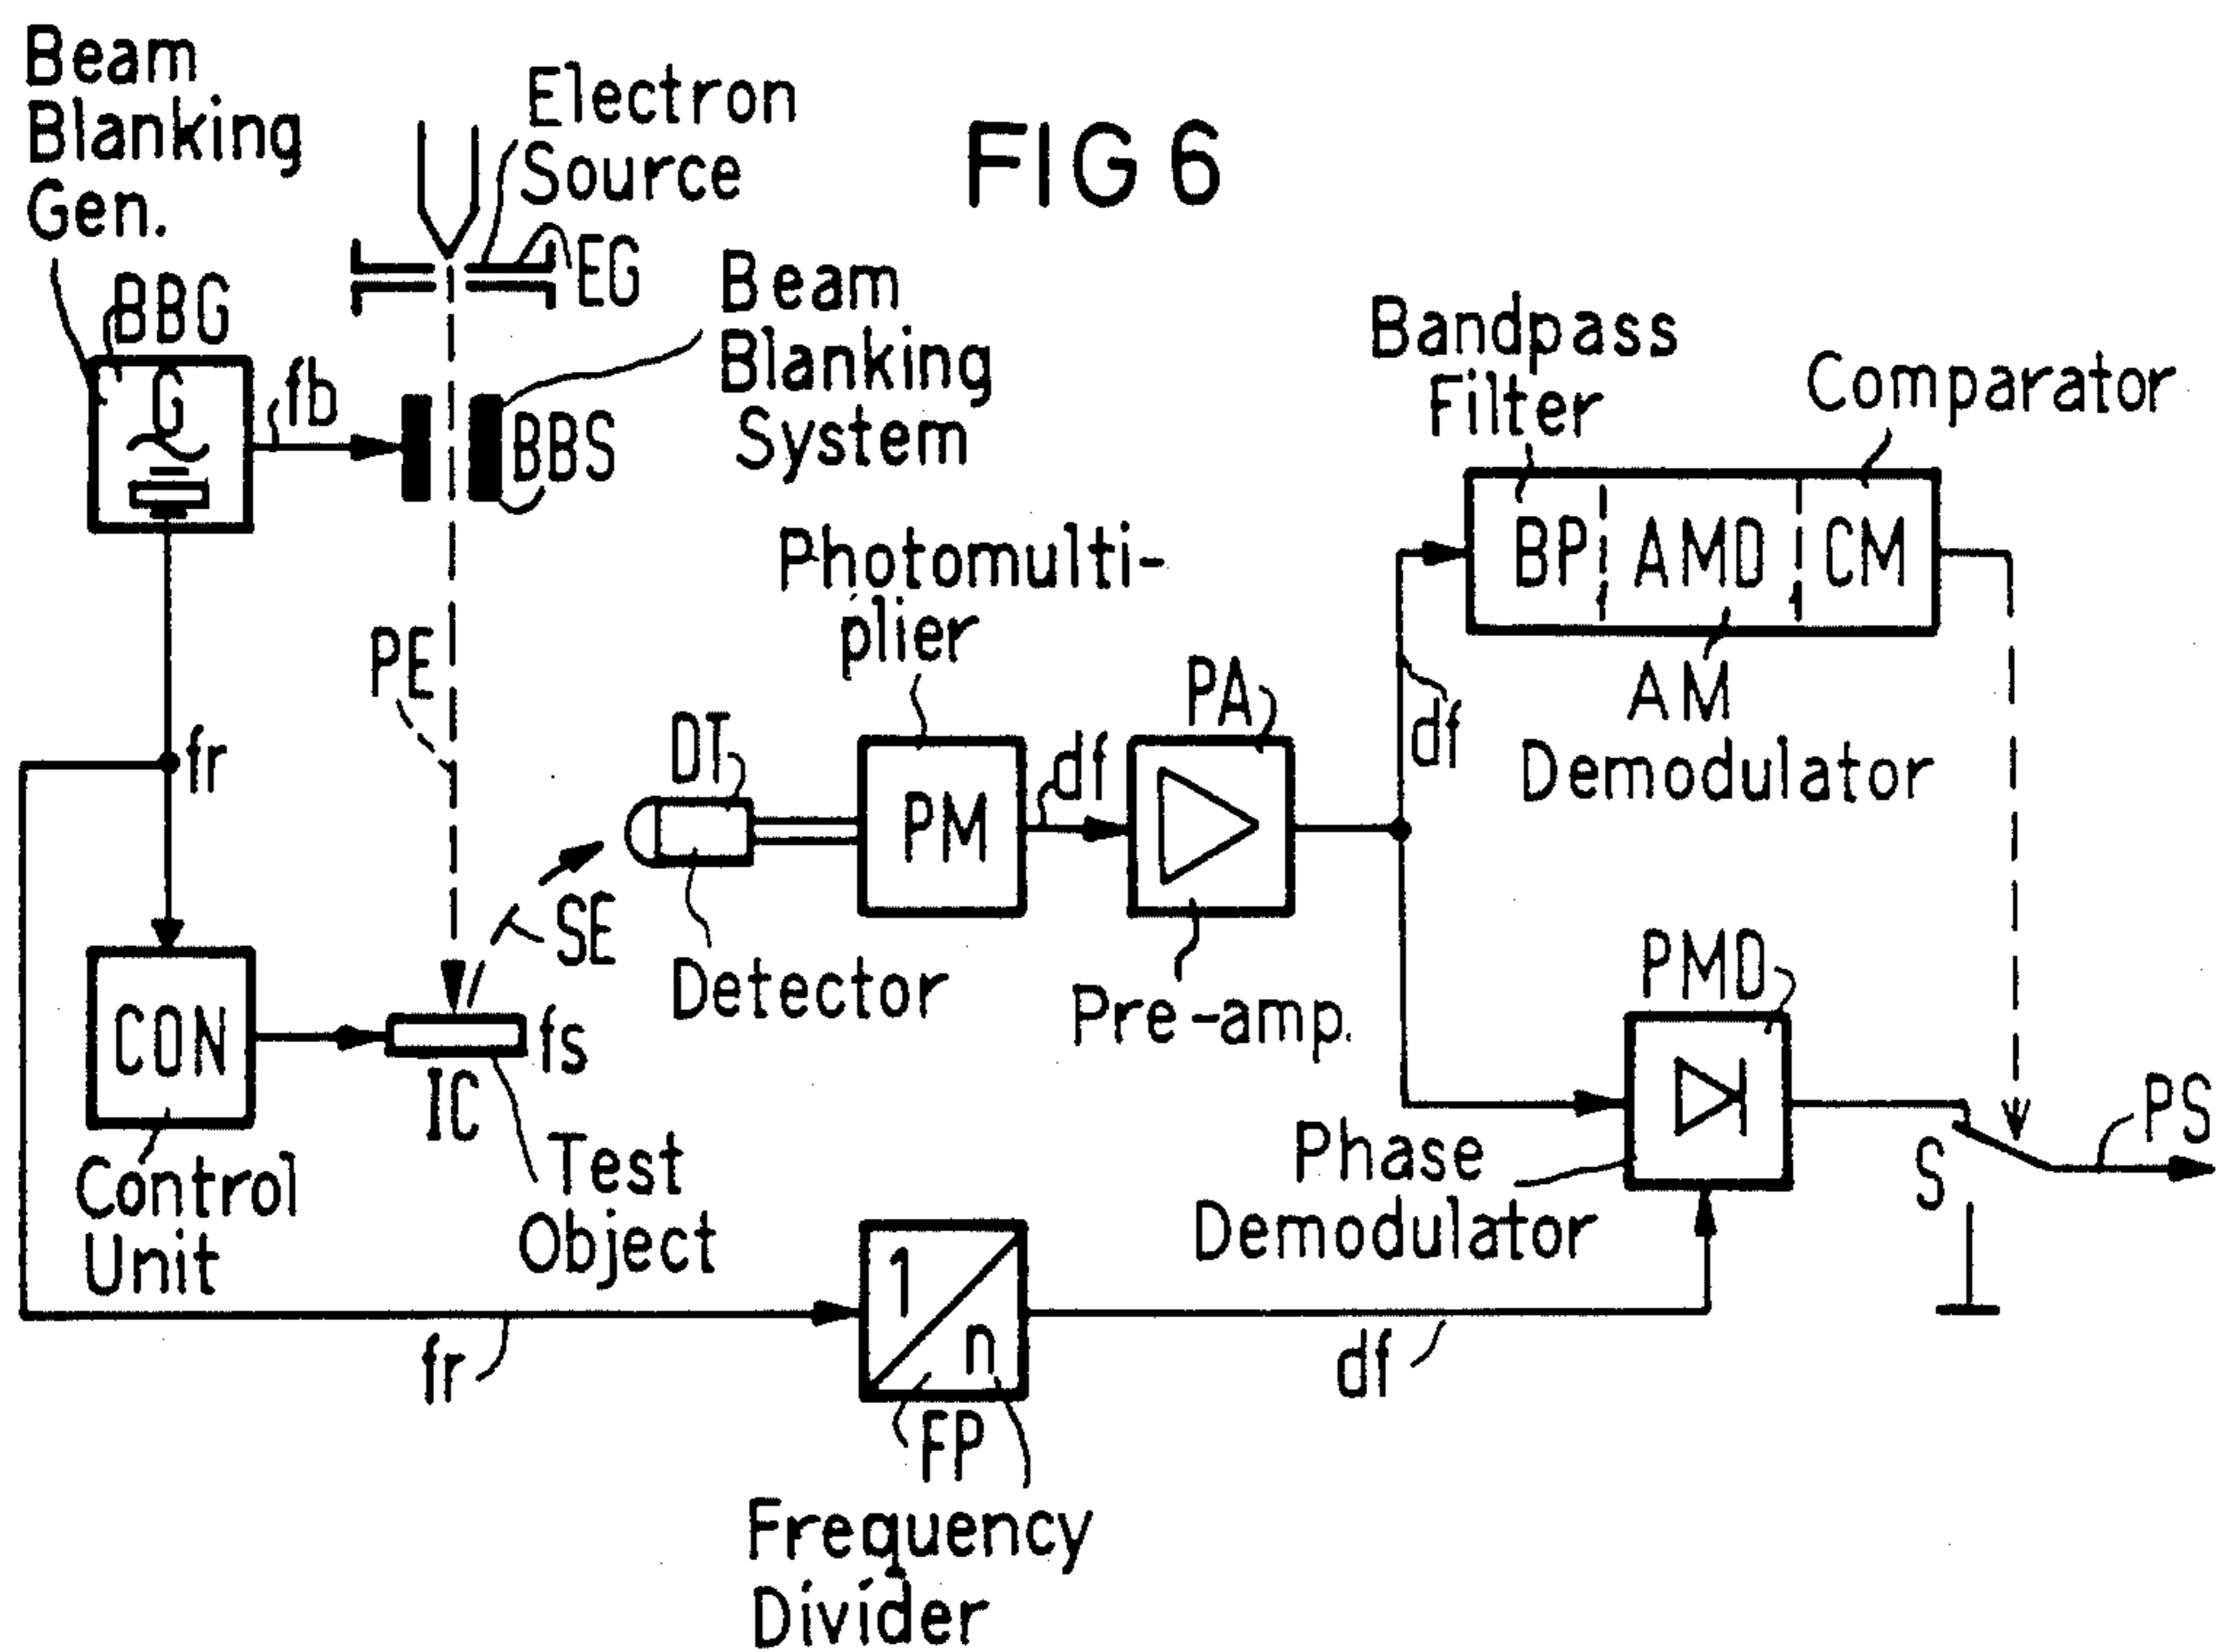 FIG 6
Beam
Blanking
Gen.
BBG
G
fb
Electron
Source
EG
Beam
Blanking
System
BBS
PE
fr
CON
Control
Unit
IC
fs
Test
Object
SE
DT
Detector
Photomulti-
plier
PM
df
PA
Pre-amp.
df
Bandpass
Filter
Comparator
BP
AMD
CM
AM
Demodulator
PMD
Phase
Demodulator
S
PS
fr
1
n
FP
Frequency
Divider
df